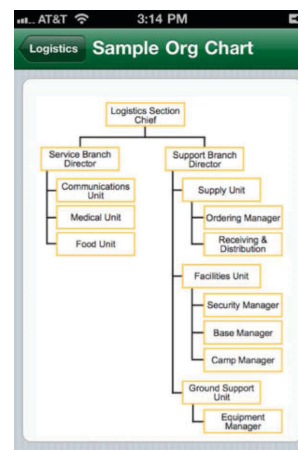 AT&T 3:14 PM
Logistics Sample Org Chart
Logistics Section
Chief
Service Branch
Director
Support Branch
Director
Communications
Unit
Medical Unit
Food Unit
Supply Unit
Ordering Manager
Receiving &
Distribution
Facilities Unit
Security Manager
Base Manager
Camp Manager
Ground Support
Unit
Equipment
Manager